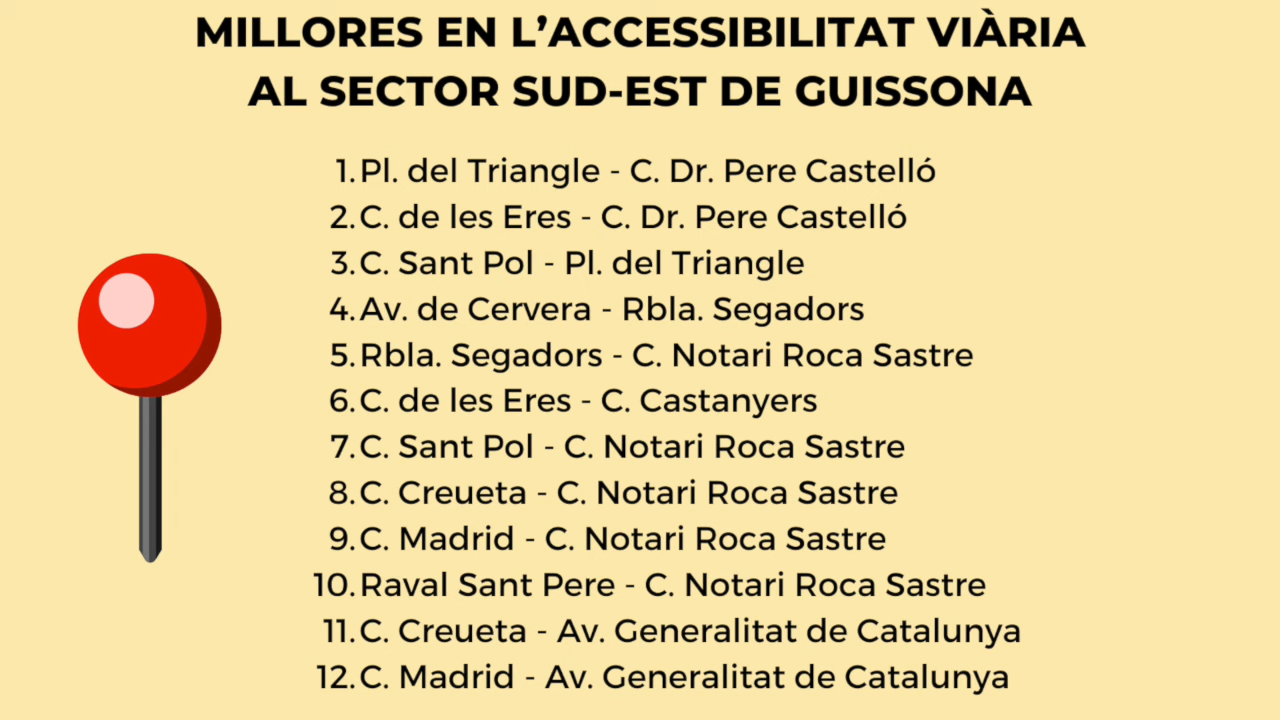 MILLORES EN L’ACCESSIBILITAT VIÀRIA
AL SECTOR SUD-EST DE GUISSONA
1. Pl. del Triangle - C. Dr. Pere Castelló
2. C. de les Eres - C. Dr. Pere Castelló
3. C. Sant Pol - Pl. del Triangle
4. Av. de Cervera - Rbla. Segadors
5. Rbla. Segadors - C. Notari Roca Sastre
6. C. de les Eres - C. Castanyers
7. C. Sant Pol - C. Notari Roca Sastre
8. C. Creueta - C. Notari Roca Sastre
9. C. Madrid - C. Notari Roca Sastre
10. Raval Sant Pere - C. Notari Roca Sastre
11. C. Creueta - Av. Generalitat de Catalunya
12. C. Madrid - Av. Generalitat de Catalunya